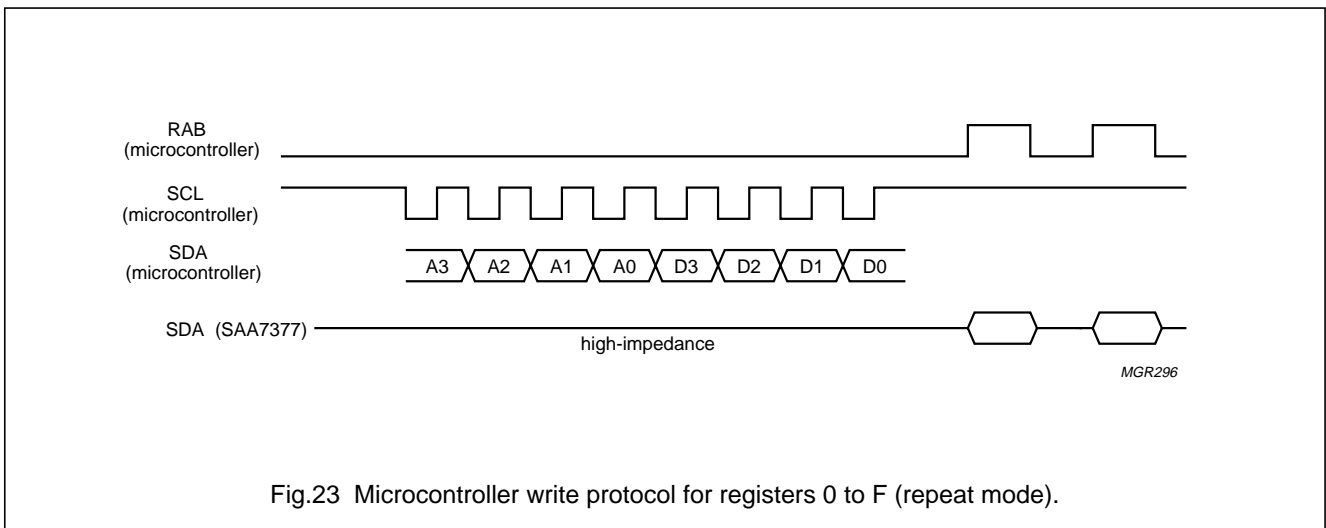 RAB
(microcontroller)
SCL
(microcontroller)
SDA
(microcontroller)
A3 A2 A1 A0 D3 D2 D1 D0
SDA (SAA7377)
high-impedance
MGR296
Fig.23 Microcontroller write protocol for registers 0 to F (repeat mode).